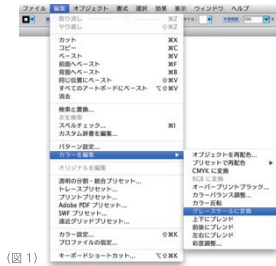 ファイル 編集 オブジェクト 書式 選択 効果 表示 ウィンドウ ヘルプ
取り消し ⌘Z
やり直し ⇧⌘Z
カット ⌘X
コピー ⌘C
ペースト ⌘V
前面へペースト ⌘F
背面へペースト ⌘B
同じ位置にペースト ⇧⌘V
すべてのアートボードにペースト ⌥⇧⌘V
消去
検索と置換...
次を検索
スペルチェック... ⌘I
カスタム辞書を編集...
パターン設定...
カラーを編集 ▶
オリジナルを編集
透明の分割・統合プリセット...
トレースプリセット...
プリントプリセット...
Adobe PDF プリセット...
SWF プリセット...
遠近グリッドプリセット...
カラー設定... ⇧⌘K
プロファイルの指定...
キーボードショートカット... ⌥⇧⌘K
オブジェクトを再配色...
プリセットで再配色 ▶
CMYK に変換
RGB に変換
オーバープリントブラック...
カラーバランス調整...
カラー反転
グレースケールに変換
上下にブレンド
前後にブレンド
左右にブレンド
彩度調整...
(図 1)